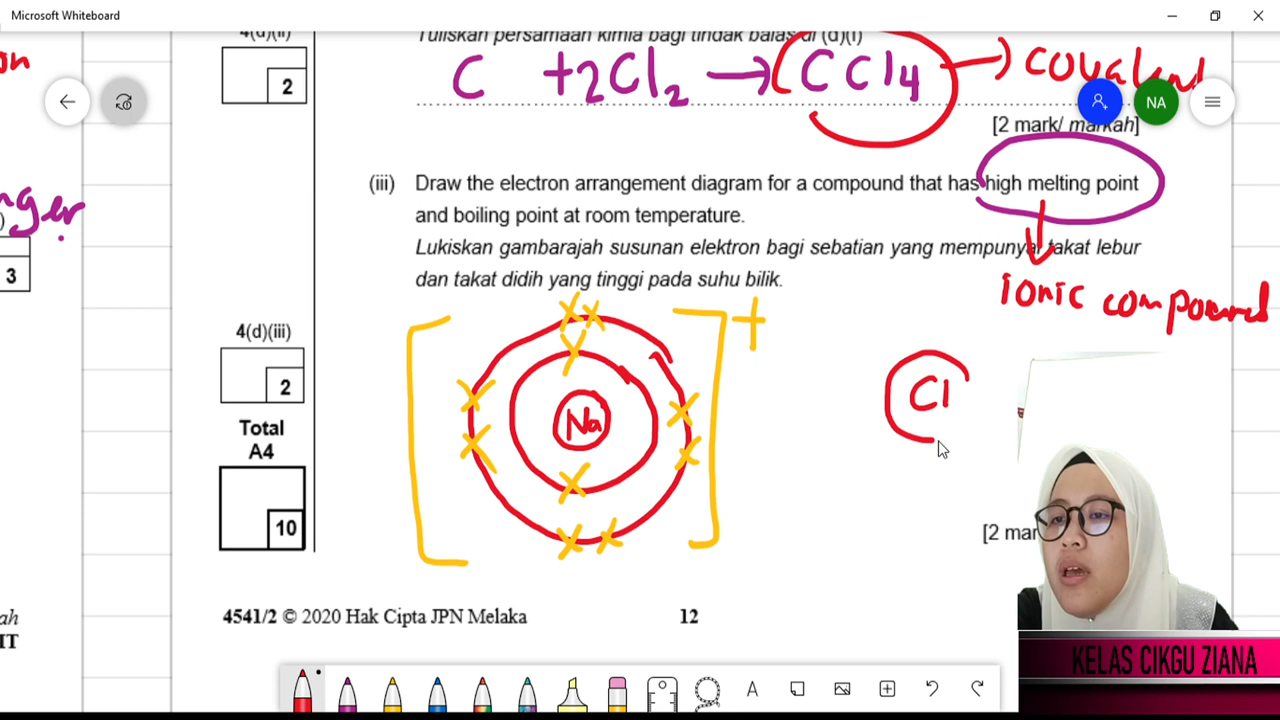 Microsoft Whiteboard
4(d)(ii)
Tuliskan persamaan kimia bagi tindak balas di (d)(i)
on
C + 2Cl2 → CCl4 → covalent
2
NA
[2 mark/ markah]
(iii) Draw the electron arrangement diagram for a compound that has high melting point
and boiling point at room temperature.
Lukiskan gambarajah susunan elektron bagi sebatian yang mempunyai takat lebur
dan takat didih yang tinggi pada suhu bilik.
nger
)
3
ionic compound
+
4(d)(iii)
2
Na
Cl
Total
A4
10
[2 mar
4541/2 © 2020 Hak Cipta JPN Melaka 12
ah
IT
KELAS CIKGU ZIANA
A